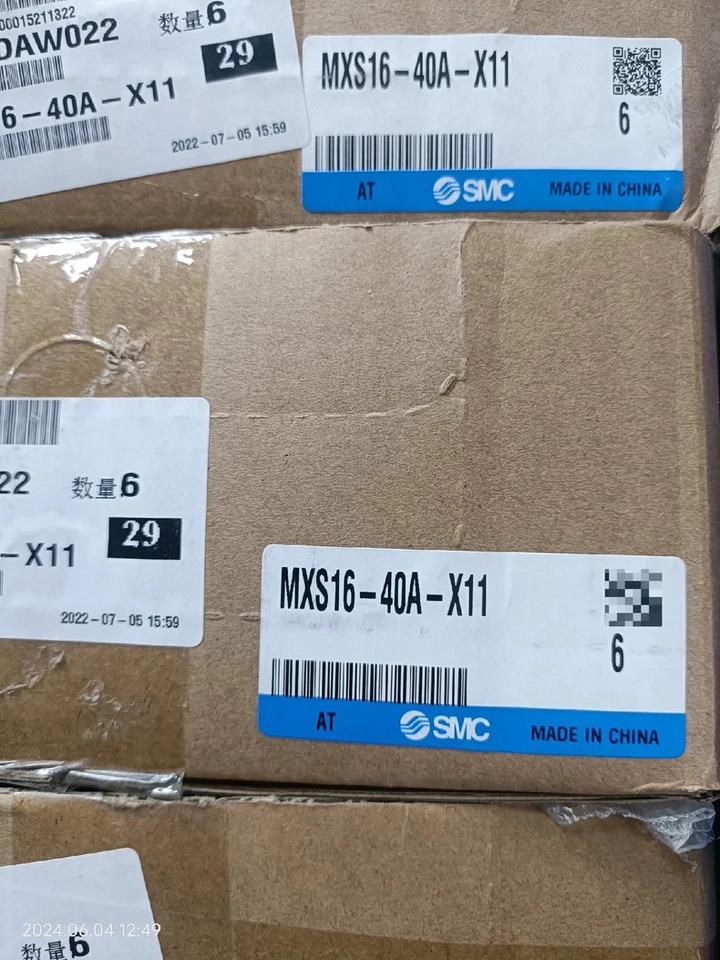 00015211322
DAW022
数量6
29
6-40A-X11
2022-07-05 15:59
MXS16-40A-X11
6
AT
SMC
MADE IN CHINA
22
数量6
29
-X11
2022-07-05 15:59
MXS16-40A-X11
6
AT
SMC
MADE IN CHINA
2024.06.04 12:49
数量6